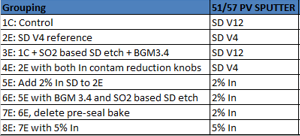 Grouping 51/57 PV SPUTTER
1C: Control SD V12
2E: SD V4 reference SD V4
3E: 1C + SO2 based SD etch + BGM3.4 SD V12
4E: 2E with both In contam reduction knobs SD V4
5E: Add 2% In SD to 2E 2% In
6E: 5E with BGM 3.4 and SO2 based SD etch 2% In
7E: 6E, delete pre-seal bake 2% In
8E: 7E with 5% In 5% In